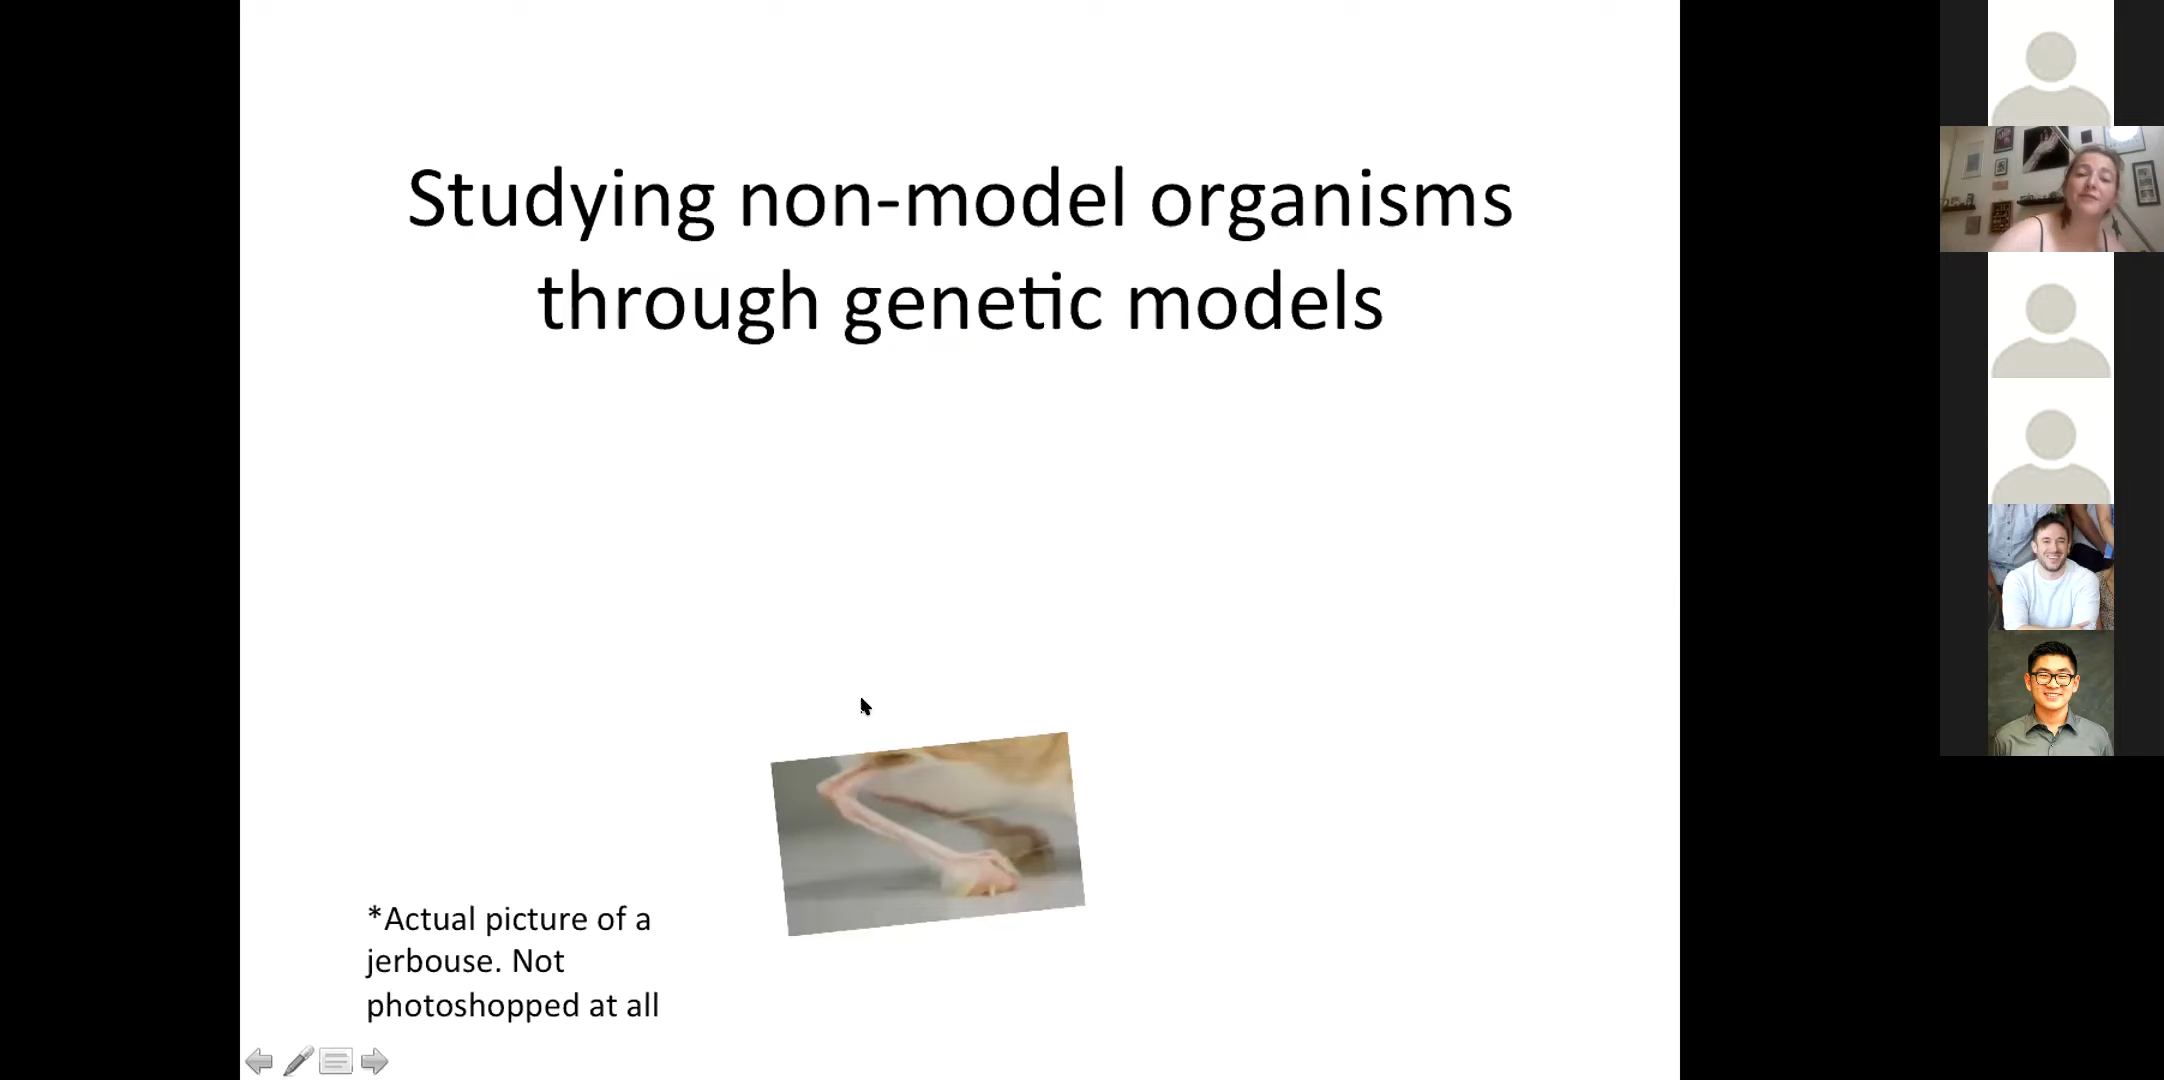 Studying non-model organisms
through genetic models
*Actual picture of a
jerbouse. Not
photoshopped at all